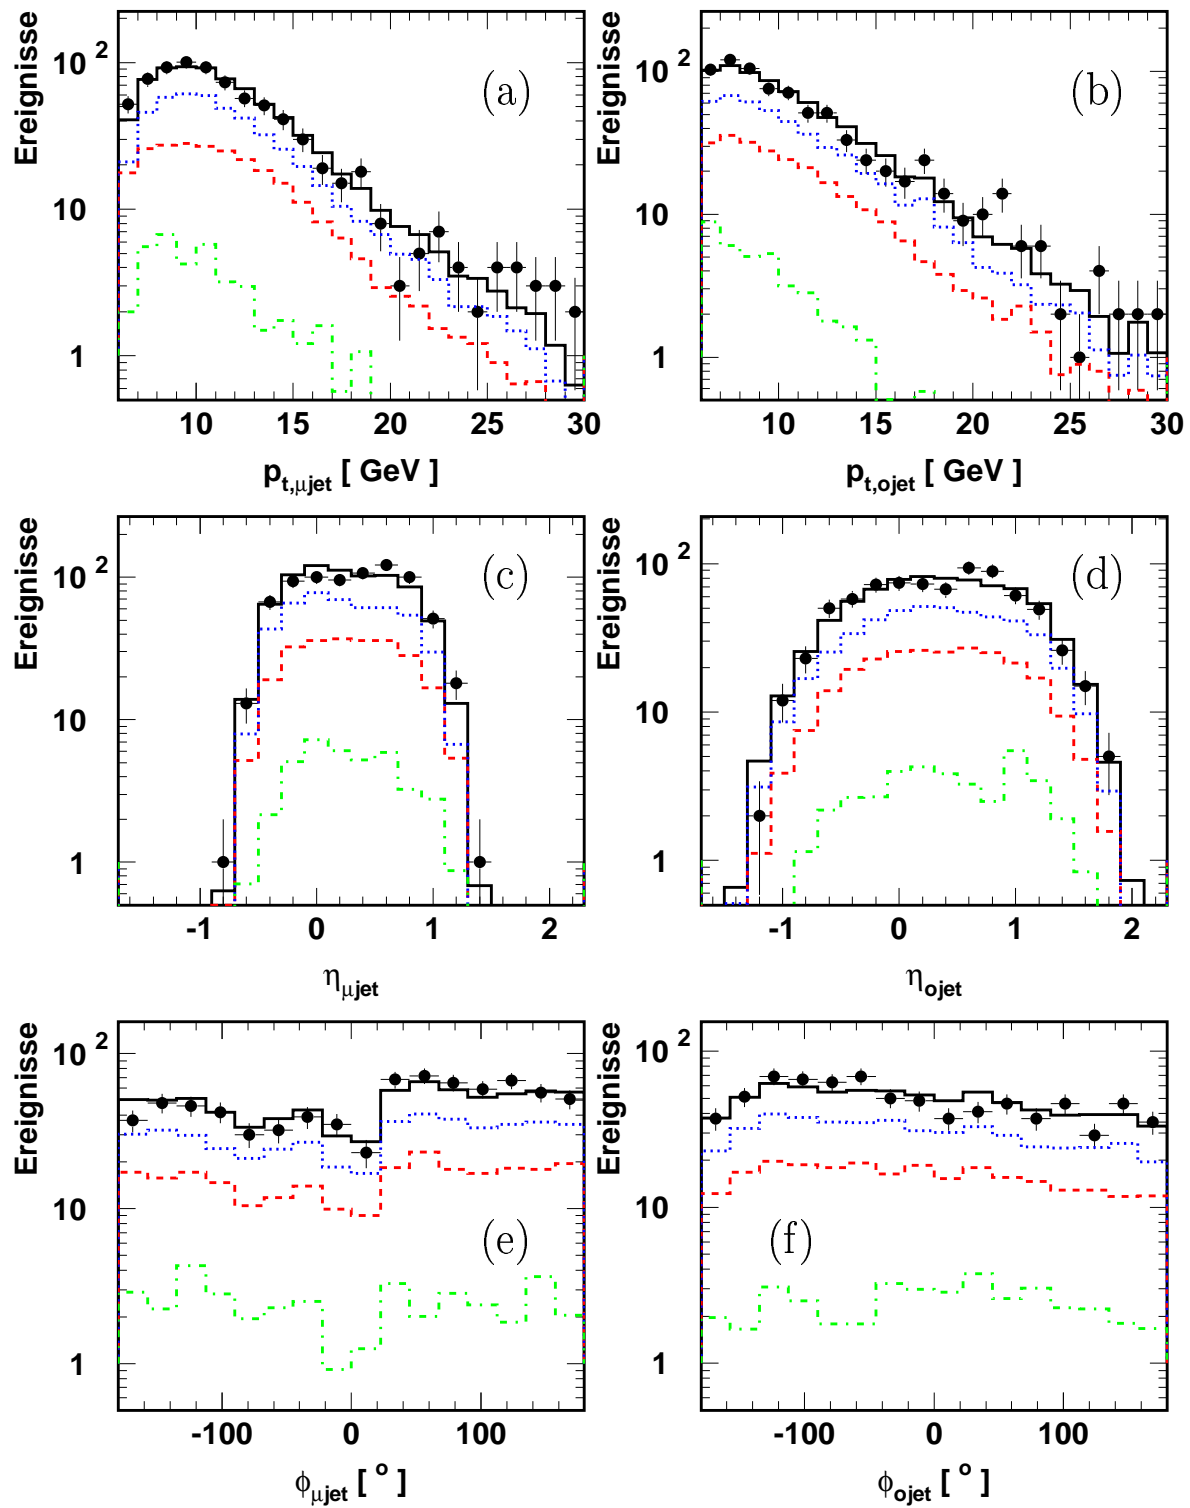 Ereignisse
10 2
10
1
(a)
10 15 20 25 30
p t,μjet [ GeV ]
Ereignisse
10 2
10
1
(b)
10 15 20 25 30
p t,ojet [ GeV ]
Ereignisse
10 2
10
1
(c)
-1 0 1 2
η μjet
Ereignisse
10 2
10
1
(d)
-1 0 1 2
η ojet
Ereignisse
10 2
10
1
(e)
-100 0 100
ϕ μjet [ o ]
Ereignisse
10 2
10
1
(f)
-100 0 100
ϕ ojet [ o ]